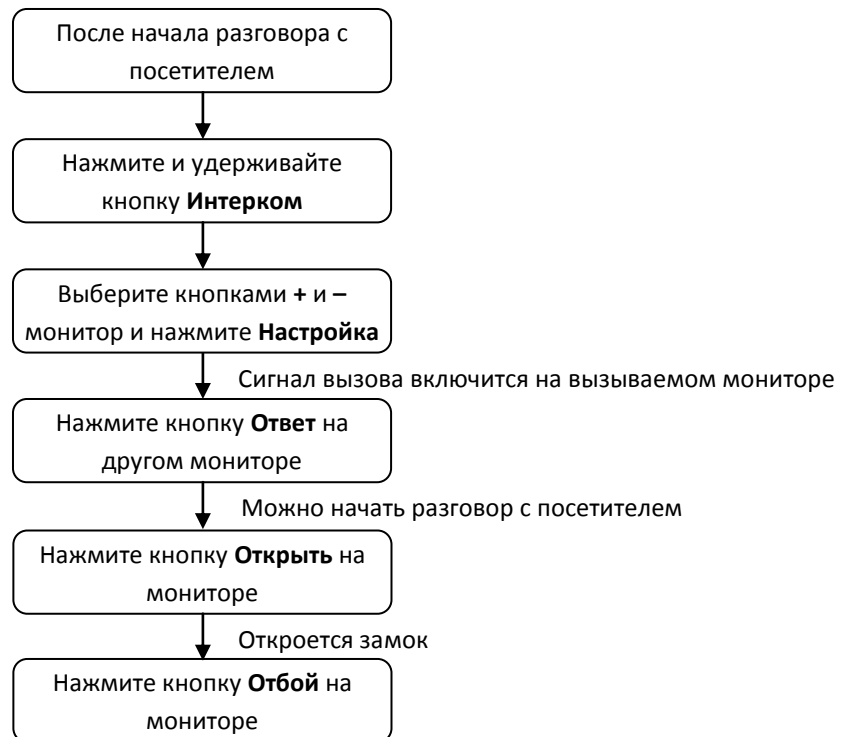 После начала разговора с
посетителем
Нажмите и удерживайте
кнопку Интерком
Выберите кнопками + и –
монитор и нажмите Настройка
Сигнал вызова включится на вызываемом мониторе
Нажмите кнопку Ответ на
другом мониторе
Можно начать разговор с посетителем
Нажмите кнопку Открыть на
мониторе
Откроется замок
Нажмите кнопку Отбой на
мониторе